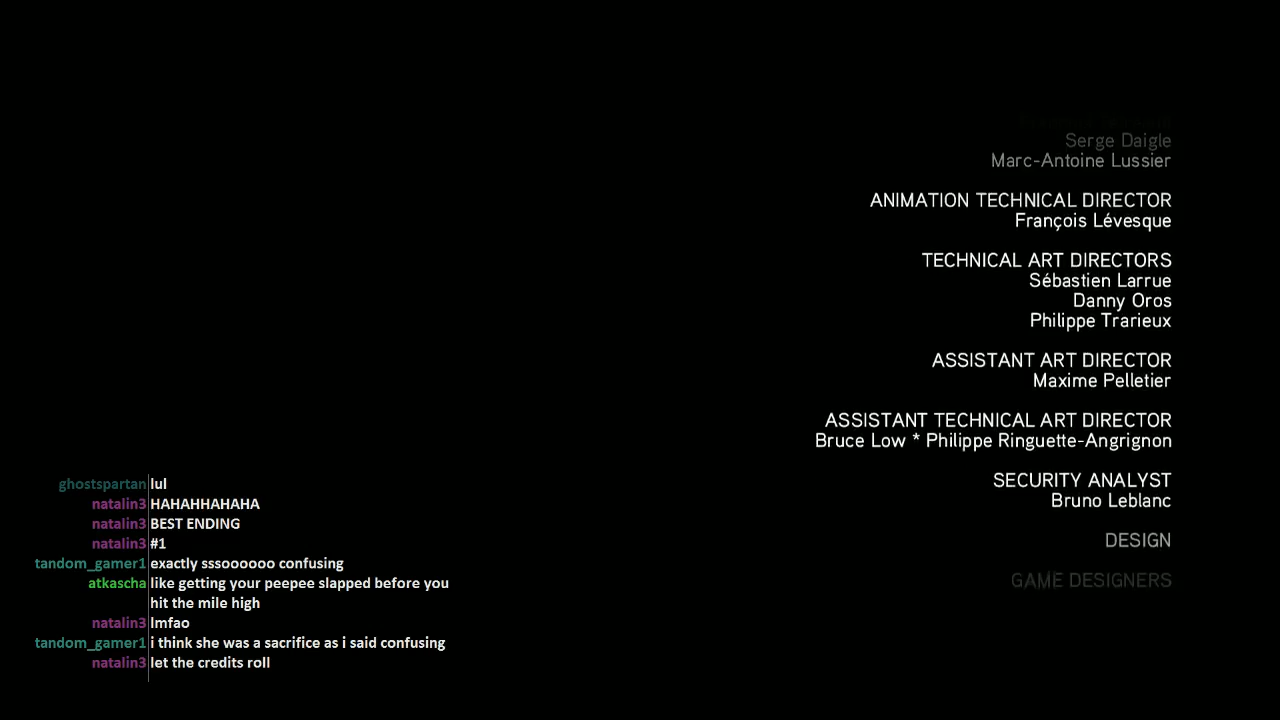 Serge Daigle
Marc-Antoine Lussier
ANIMATION TECHNICAL DIRECTOR
François Lévesque
TECHNICAL ART DIRECTORS
Sébastien Larrue
Danny Oros
Philippe Trarieux
ASSISTANT ART DIRECTOR
Maxime Pelletier
ASSISTANT TECHNICAL ART DIRECTOR
Bruce Low * Philippe Ringuette-Angrignon
SECURITY ANALYST
Bruno Leblanc
DESIGN
GAME DESIGNERS
ghostspartan lul
natalin3 HAHAHHAHAHA
natalin3 BEST ENDING
natalin3 #1
tandom_gamer1 exactly sssoooooo confusing
atkascha like getting your peepee slapped before you
hit the mile high
natalin3 lmfao
tandom_gamer1 i think she was a sacrifice as i said confusing
natalin3 let the credits roll